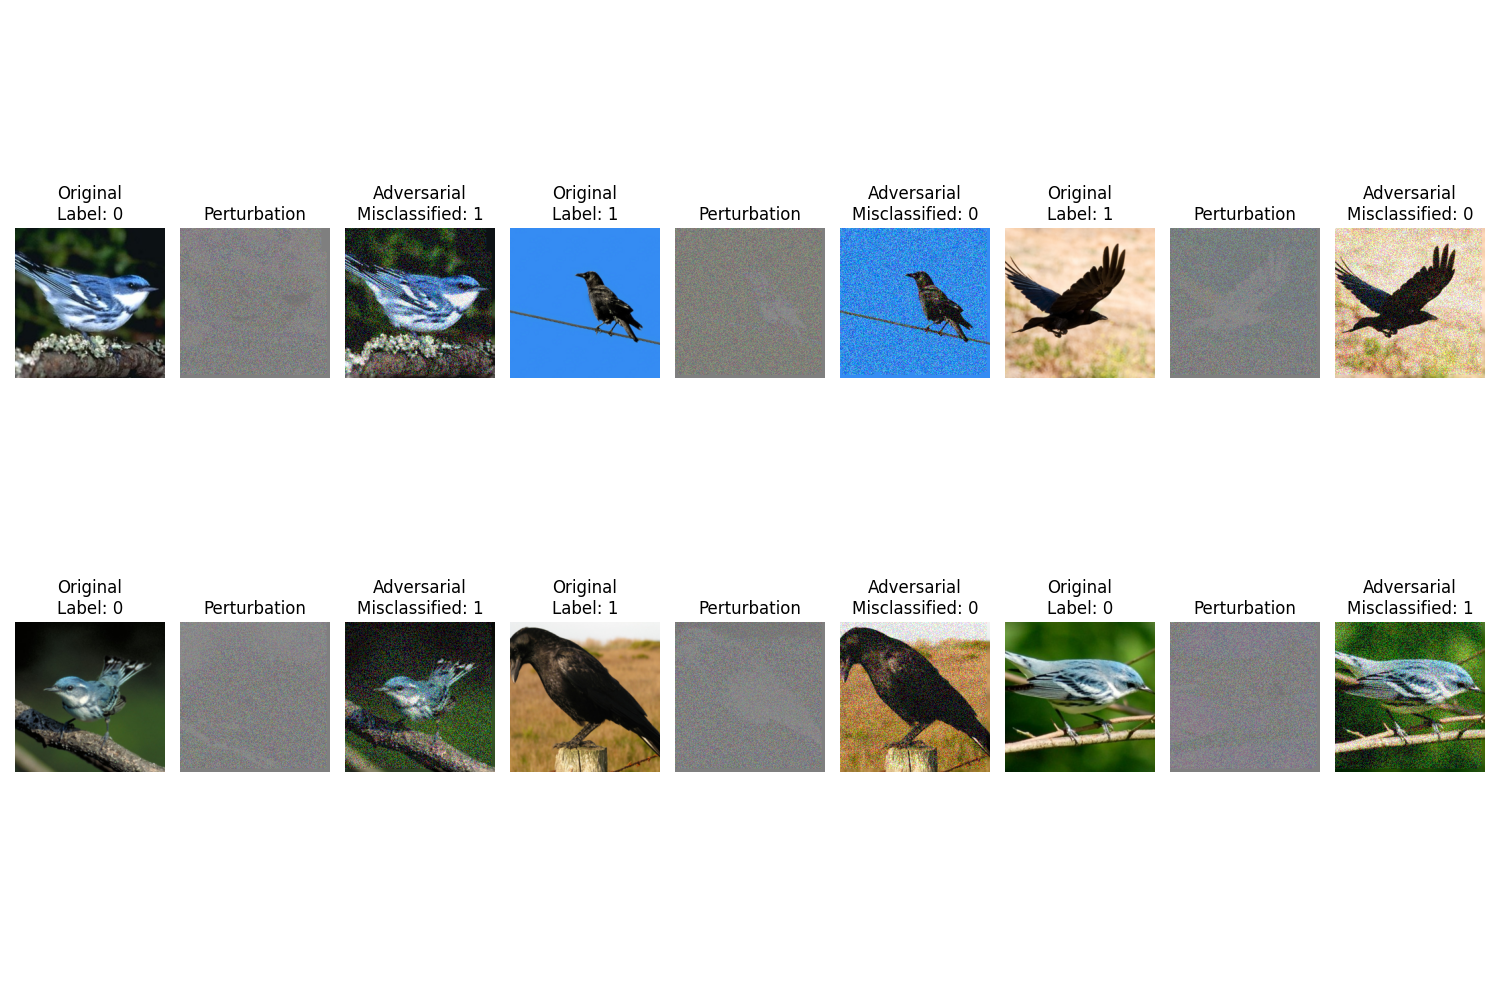 Original
Label: 0
Perturbation
Adversarial
Misclassified: 1
Original
Label: 1
Perturbation
Adversarial
Misclassified: 0
Original
Label: 1
Perturbation
Adversarial
Misclassified: 0
Original
Label: 0
Perturbation
Adversarial
Misclassified: 1
Original
Label: 1
Perturbation
Adversarial
Misclassified: 0
Original
Label: 0
Perturbation
Adversarial
Misclassified: 1